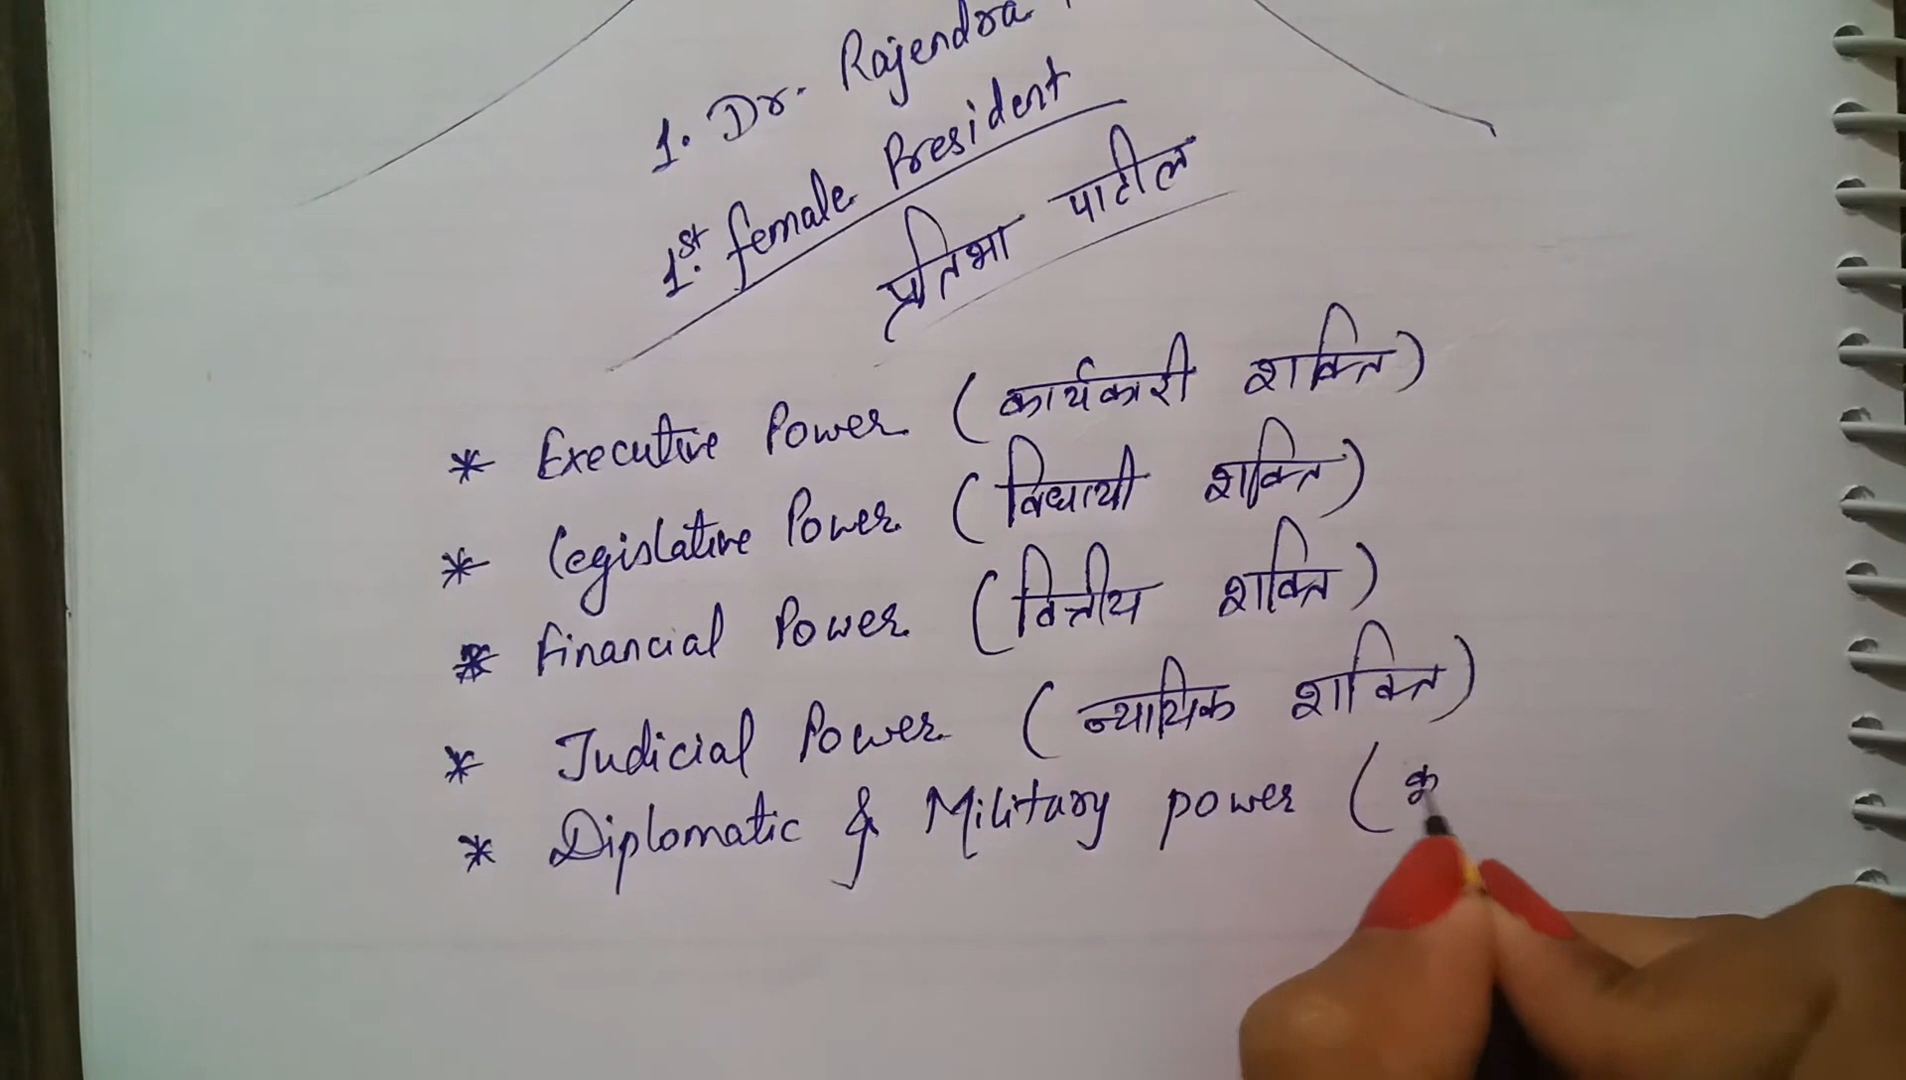 1. Dr. Rajendra
1st. female President
प्रतिभा पाटील
* Executive Power (कार्यकारी शक्ति)
* Legislative Power (विधायी शक्ति)
* Financial Power (वित्तीय शक्ति)
* Judicial Power (न्यायिक शक्ति)
* Diplomatic & Military power (क